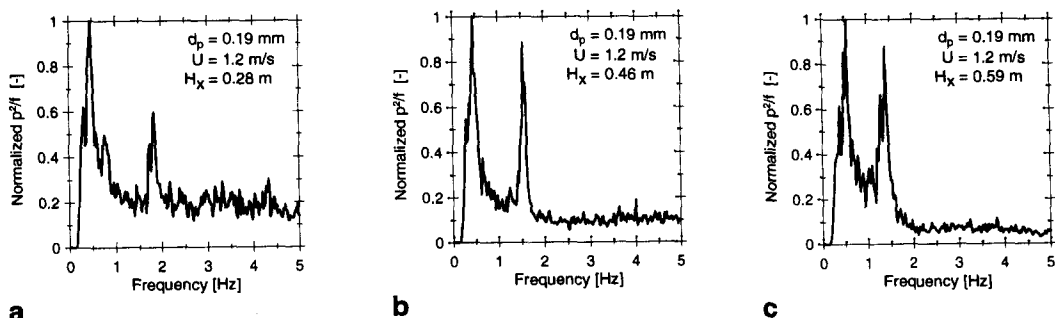 1
0.8
0.6
0.4
0.2
0
Normalized p²/f [-]
d_p = 0.19 mm
U = 1.2 m/s
H_X = 0.28 m
0 1 2 3 4 5
Frequency [Hz]
a
1
0.8
0.6
0.4
0.2
0
Normalized p²/f [-]
d_p = 0.19 mm
U = 1.2 m/s
H_X = 0.46 m
0 1 2 3 4 5
Frequency [Hz]
b
1
0.8
0.6
0.4
0.2
0
Normalized p²/f [-]
d_p = 0.19 mm
U = 1.2 m/s
H_X = 0.59 m
0 1 2 3 4 5
Frequency [Hz]
c